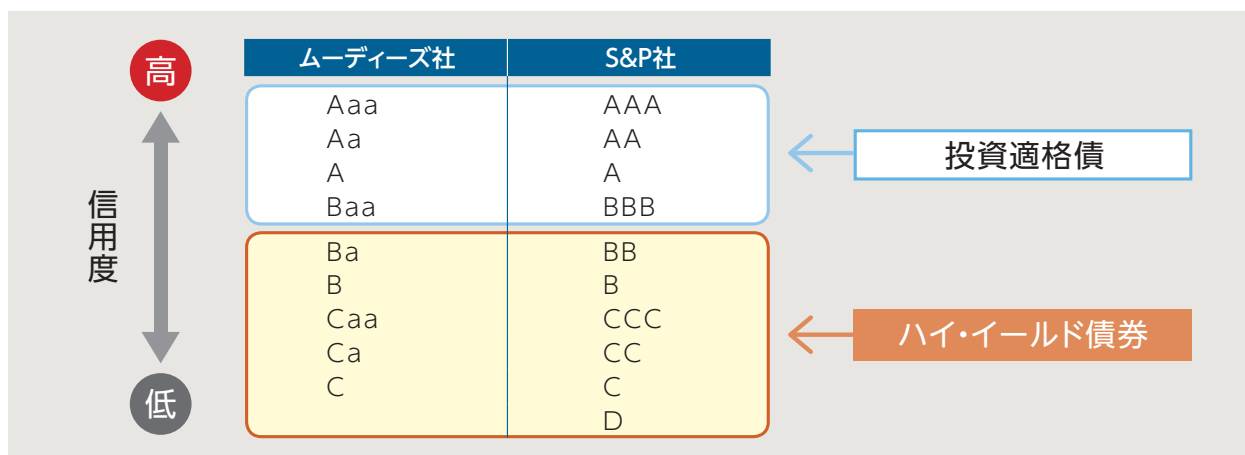 高
信用度
低
ムーディーズ社 S&P社
Aaa AAA
Aa AA
A A
Baa BBB
Ba BB
B B
Caa CCC
Ca CC
C C
D
投資適格債
ハイ・イールド債券